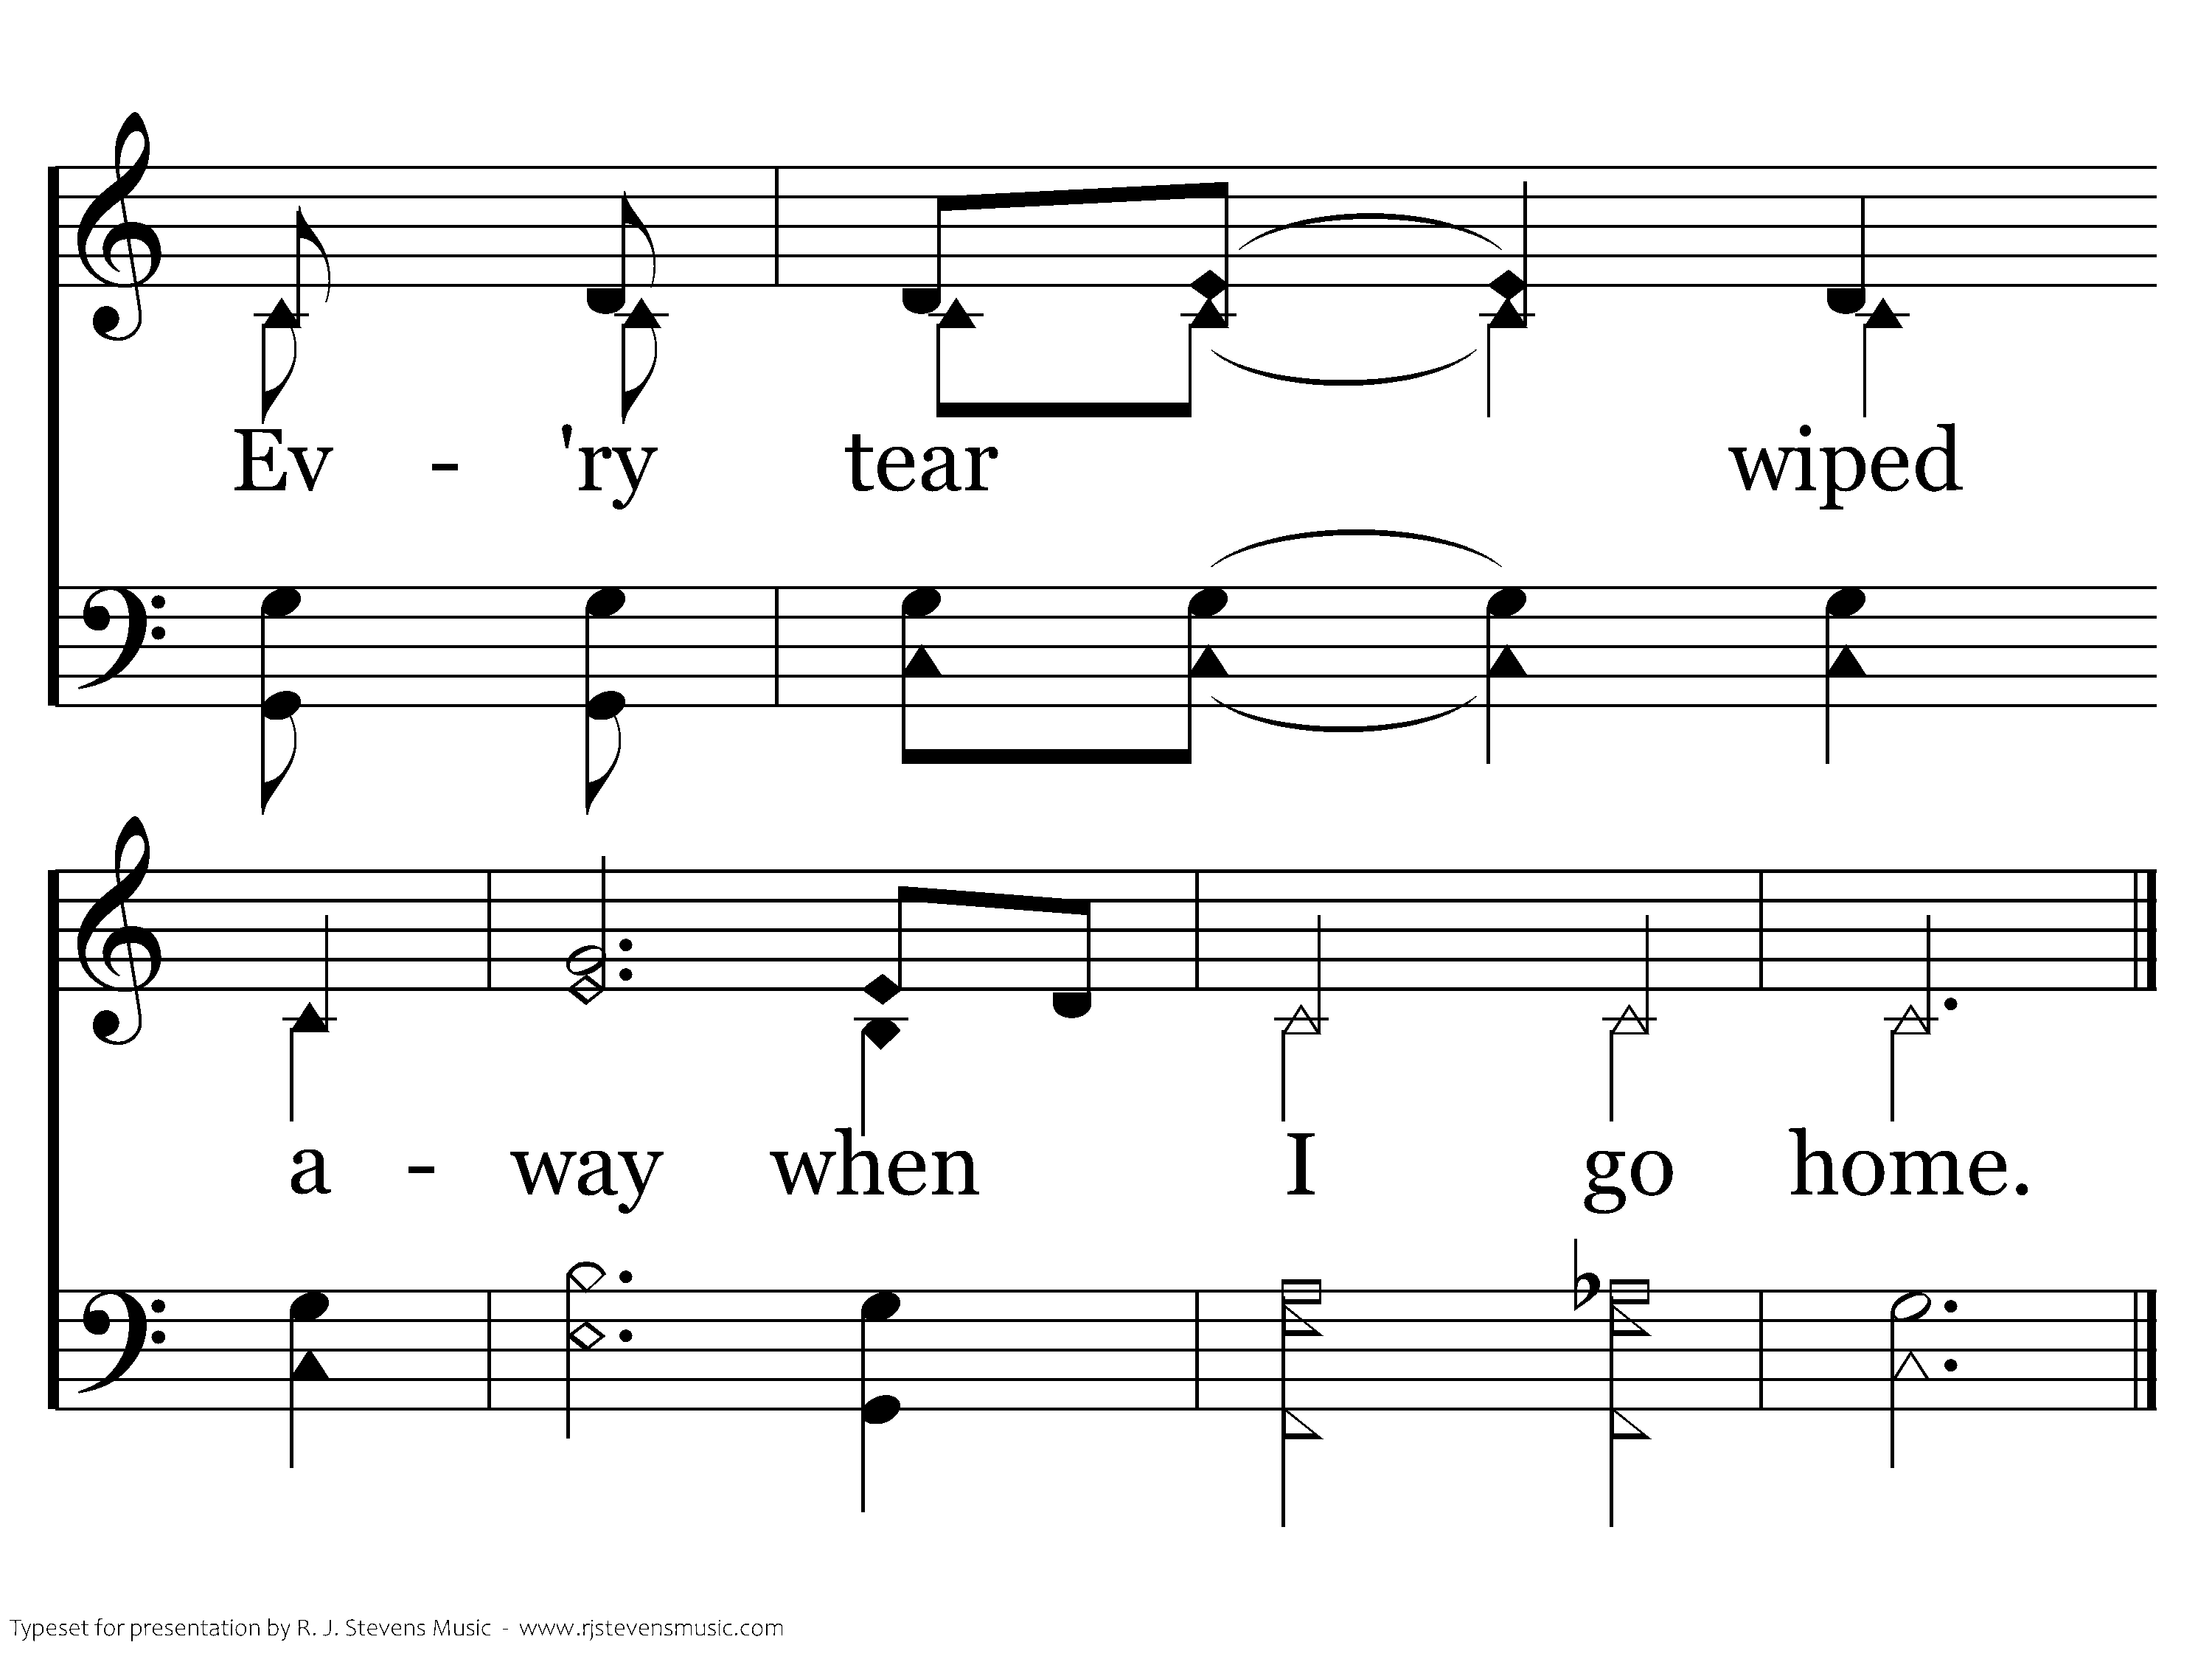 Ev - 'ry tear wiped
a - way when I go home.
Typeset for presentation by R. J. Stevens Music - www.rjstevensmusic.com